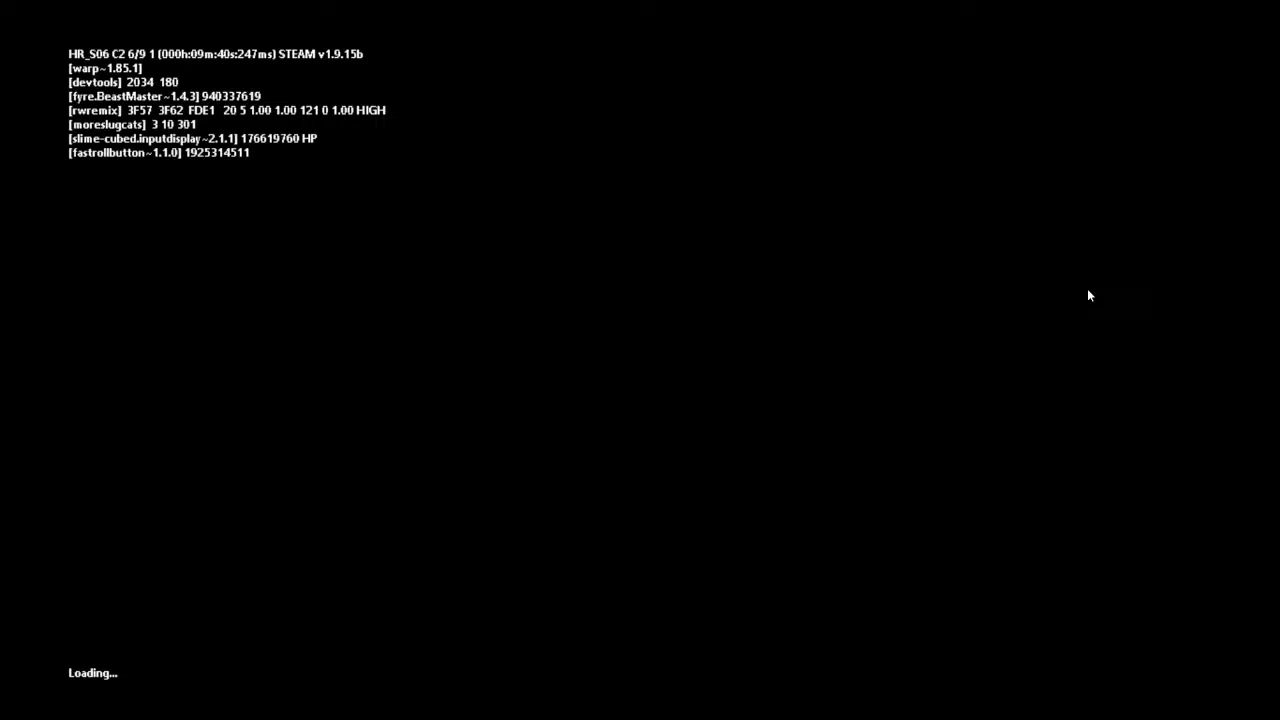 HR_S06 C2 6/9 1 (000h:09m:40s:247ms) STEAM v1.9.15b
[warp~1.85.1]
[devtools] 2034 180
[fyre.BeastMaster~1.4.3] 940337619
[rwremix] 3F57 3F62 FDE1 20 5 1.00 1.00 121 0 1.00 HIGH
[moreslugcats] 3 10 301
[slime-cubed.inputdisplay~2.1.1] 176619760 HP
[fastrollbutton~1.1.0] 1925314511
Loading...